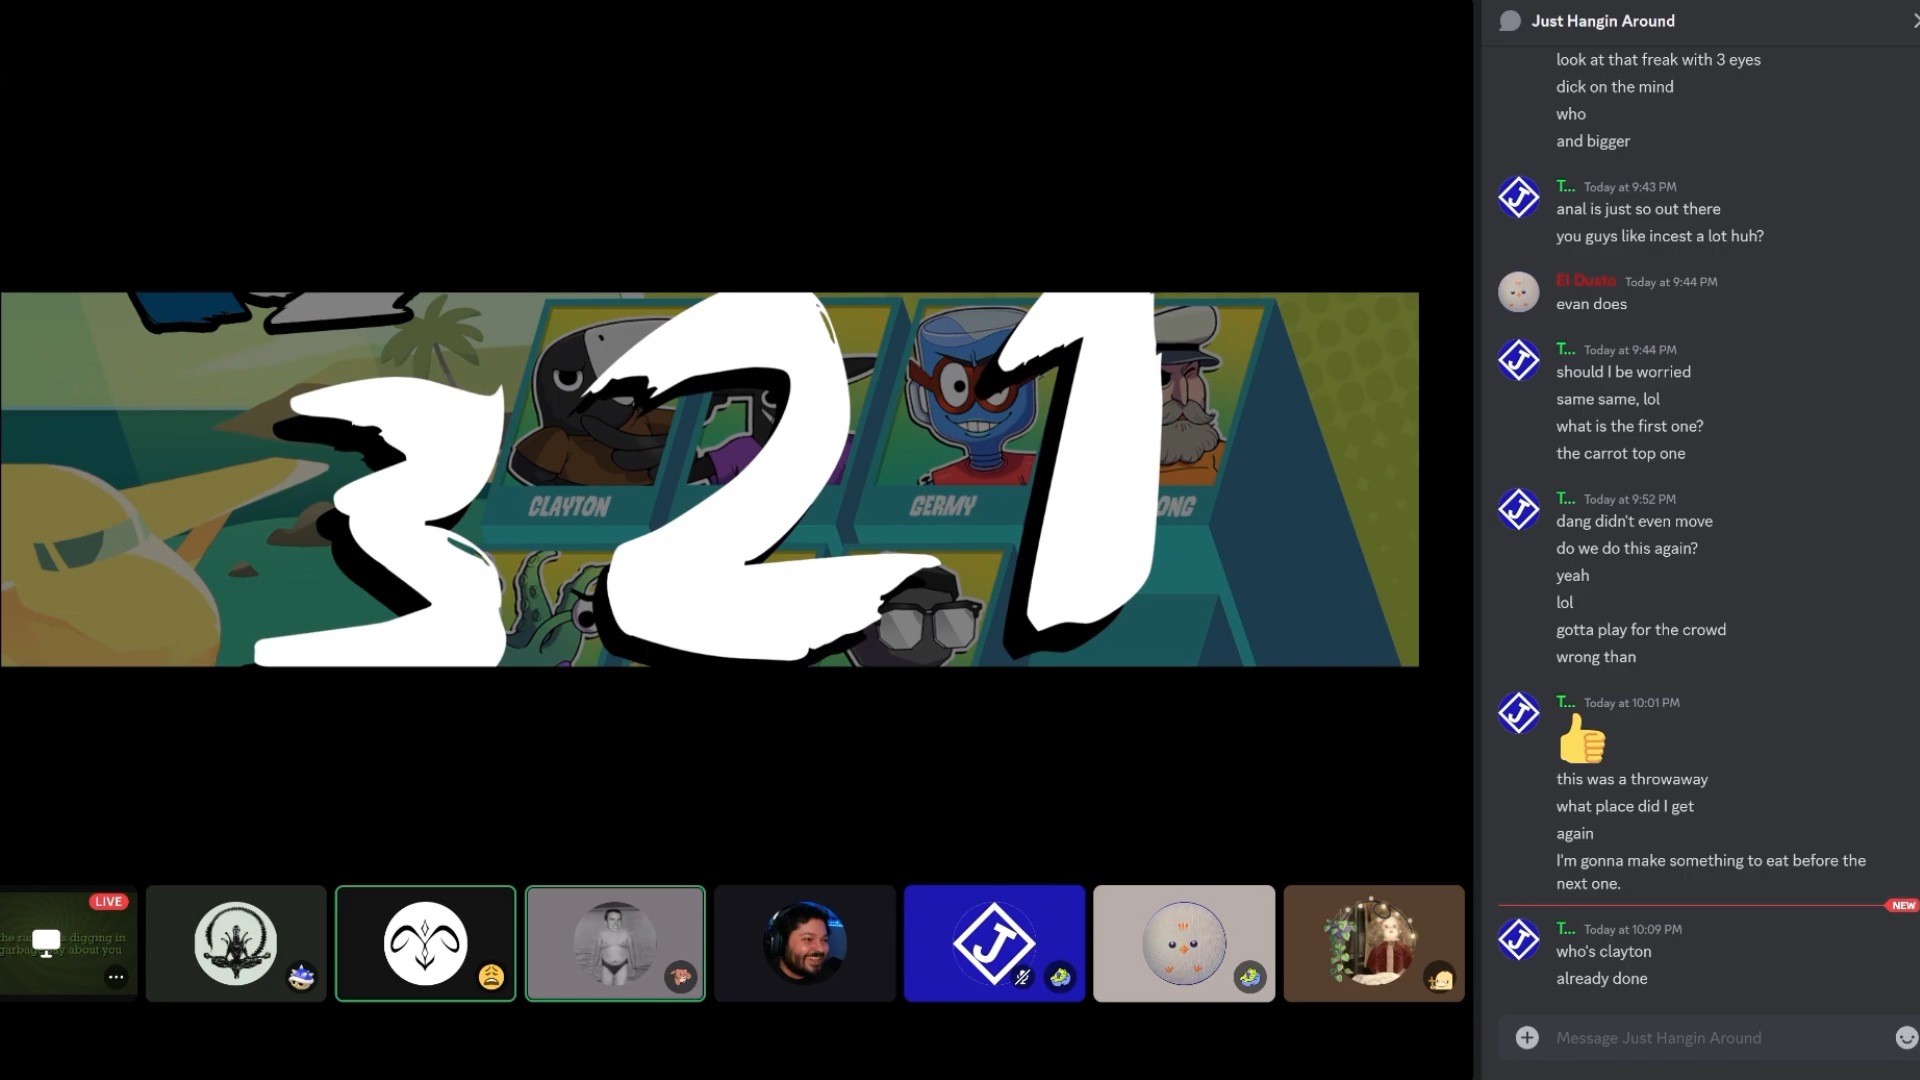 Just Hangin Around
look at that freak with 3 eyes
dick on the mind
who
and bigger
T... Today at 9:43 PM
anal is just so out there
you guys like incest a lot huh?
El Dusto Today at 9:44 PM
evan does
T... Today at 9:44 PM
should I be worried
same same, lol
what is the first one?
the carrot top one
T... Today at 9:52 PM
dang didn't even move
do we do this again?
yeah
lol
gotta play for the crowd
wrong than
T... Today at 10:01 PM
this was a throwaway
what place did I get
again
I'm gonna make something to eat before the
next one.
NEW
T... Today at 10:09 PM
who's clayton
already done
Message Just Hangin Around
3 2 1
CLAYTON
GERMY
ONG
LIVE
digging in
about you
J